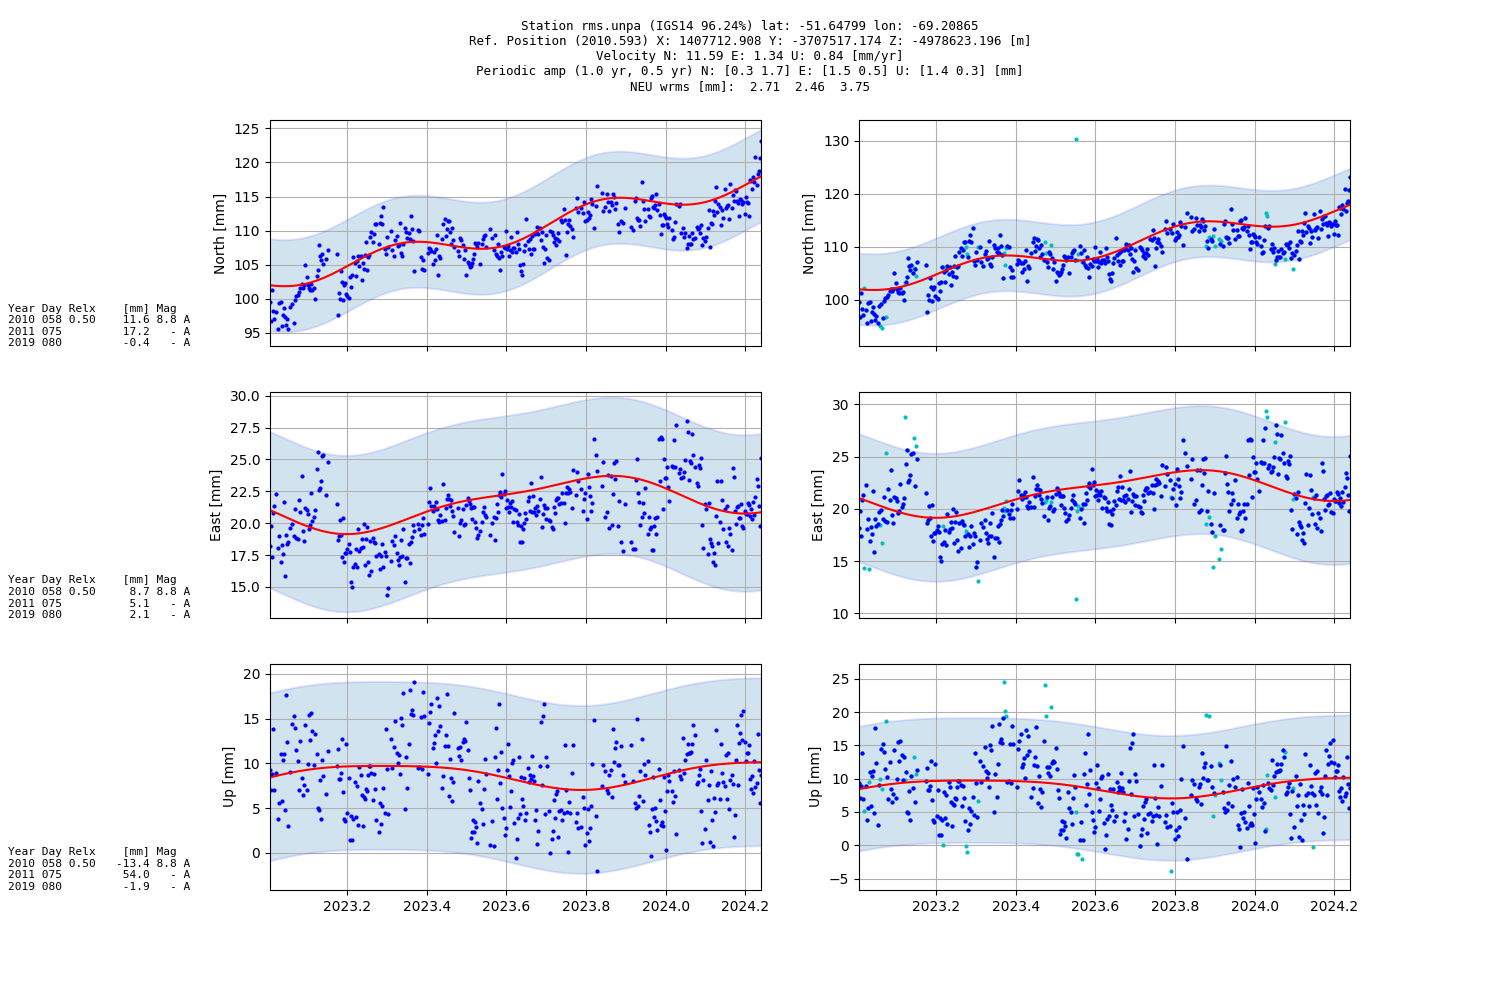 Station rms.unpa (IGS14 96.24%) lat: -51.64799 lon: -69.20865
Ref. Position (2010.593) X: 1407712.908 Y: -3707517.174 Z: -4978623.196 [m]
Velocity N: 11.59 E: 1.34 U: 0.84 [mm/yr]
Periodic amp (1.0 yr, 0.5 yr) N: [0.3 1.7] E: [1.5 0.5] U: [1.4 0.3] [mm]
NEU wrms [mm]: 2.71 2.46 3.75
125
120
115
110
105
100
95
North [mm]
130
120
110
100
North [mm]
Year Day Relx [mm] Mag
2010 058 0.50 11.6 8.8 A
2011 075 17.2 - A
2019 080 -0.4 - A
30.0
27.5
25.0
22.5
20.0
17.5
15.0
East [mm]
30
25
20
15
10
East [mm]
Year Day Relx [mm] Mag
2010 058 0.50 8.7 8.8 A
2011 075 5.1 - A
2019 080 2.1 - A
20
15
10
5
0
Up [mm]
25
20
15
10
5
0
−5
Up [mm]
Year Day Relx [mm] Mag
2010 058 0.50 -13.4 8.8 A
2011 075 54.0 - A
2019 080 -1.9 - A
2023.2 2023.4 2023.6 2023.8 2024.0 2024.2
2023.2 2023.4 2023.6 2023.8 2024.0 2024.2